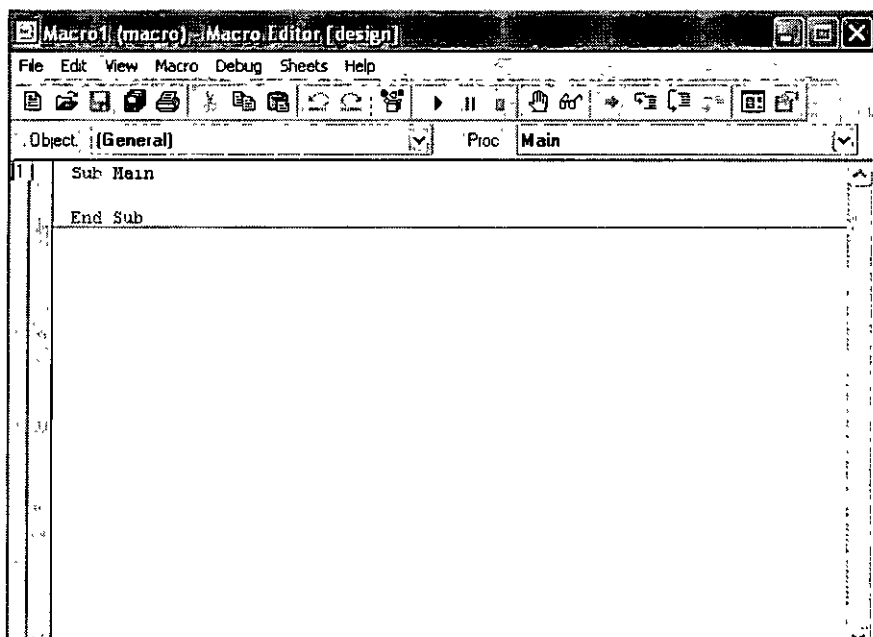 Macro1 (macro) - Macro Editor [design]
File Edit View Macro Debug Sheets Help
Object: (General) Proc Main
1
Sub Main
End Sub